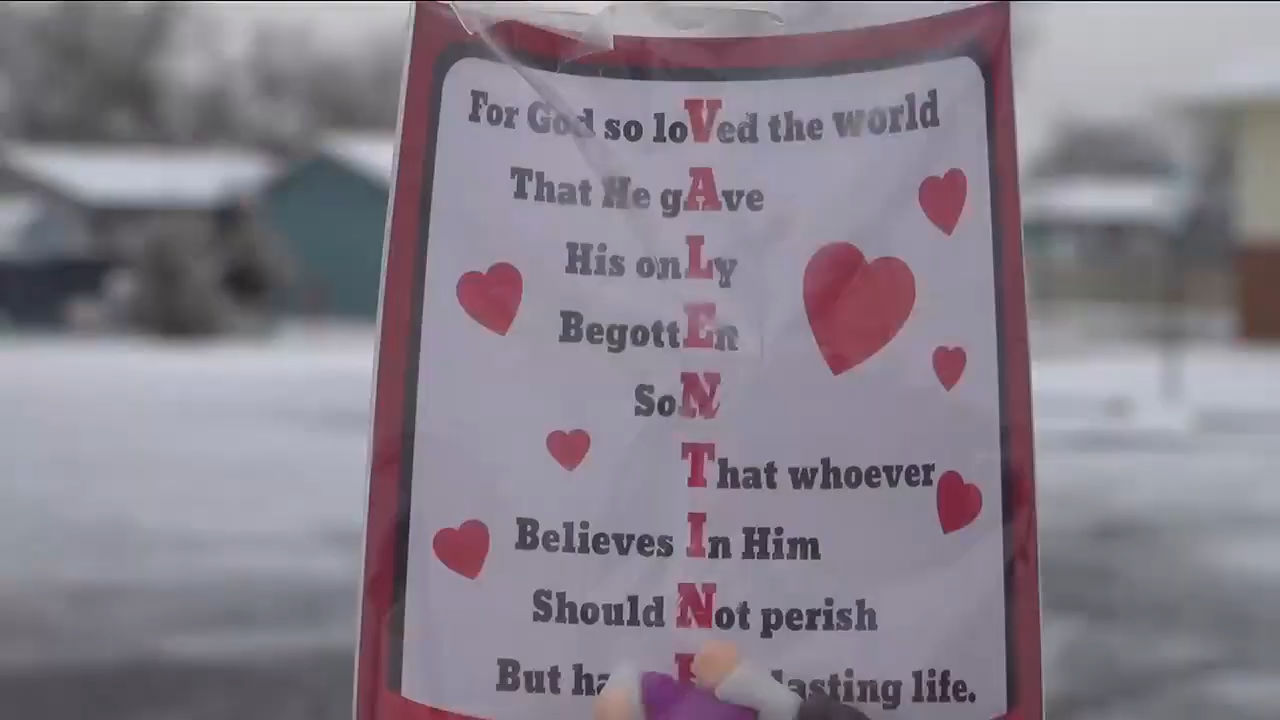 For God so loVed the world
That He gAve
His onLy
BegottEn
SoN
That whoever
Believes In Him
Should Not perish
But lasting life.